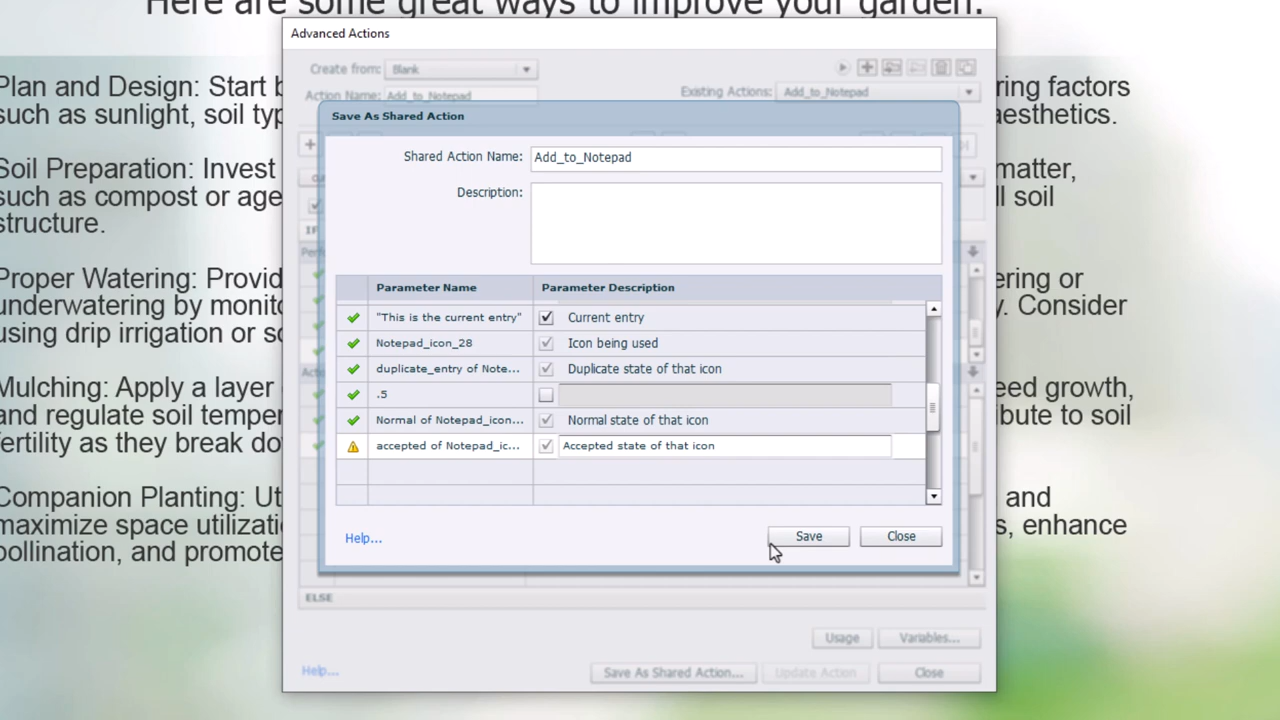 Here are some great ways to improve your garden:
Advanced Actions
Create from: Blank
Action Name: Add_to_Notepad
Existing Actions: Add_to_Notepad
Plan and Design: Start b
ring factors
such as sunlight, soil typ
aesthetics.
Save As Shared Action
Shared Action Name: Add_to_Notepad
Soil Preparation: Invest
matter,
such as compost or age
ll soil
structure.
Description:
IF
Parameter Name Parameter Description
Proper Watering: Provid
ering or
underwatering by monito
y. Consider
using drip irrigation or so
"This is the current entry" Current entry
Notepad_icon_28 Icon being used
duplicate_entry of Note... Duplicate state of that icon
.5
Normal of Notepad_icon... Normal state of that icon
accepted of Notepad_ic... Accepted state of that icon
Mulching: Apply a layer
eed growth,
and regulate soil temper
ibute to soil
fertility as they break do
Companion Planting: Ut
and
maximize space utilizati
s, enhance
pollination, and promote
Help... Save Close
ELSE
Usage Variables...
Help... Save As Shared Action... Update Action Close